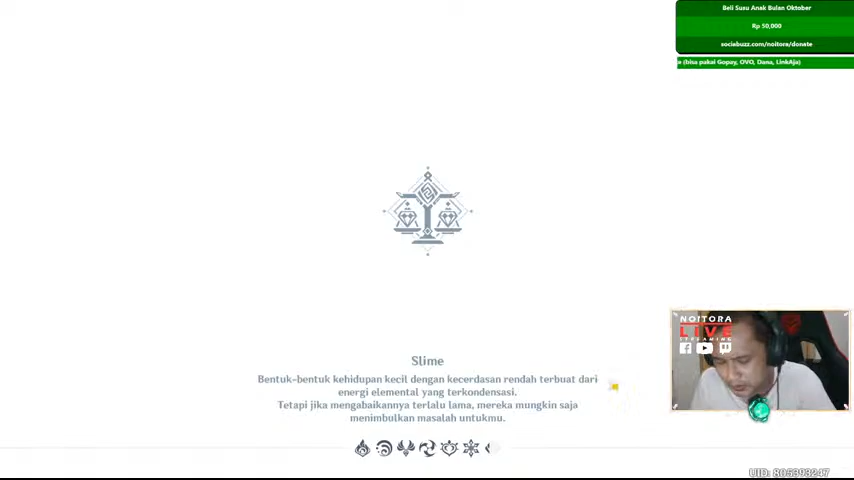 Beli Susu Anak Bulan Oktober
Rp 50,000
sociabuzz.com/noitora/donate
(bisa pakai Gopay, OVO, Dana, LinkAja)
NOITORA
LIVE
STREAMING
Slime
Bentuk-bentuk kehidupan kecil dengan kecerdasan rendah terbuat dari
energi elemental yang terkondensasi.
Tetapi jika mengabaikannya terlalu lama, mereka mungkin saja
menimbulkan masalah untukmu.
UID: 805393247